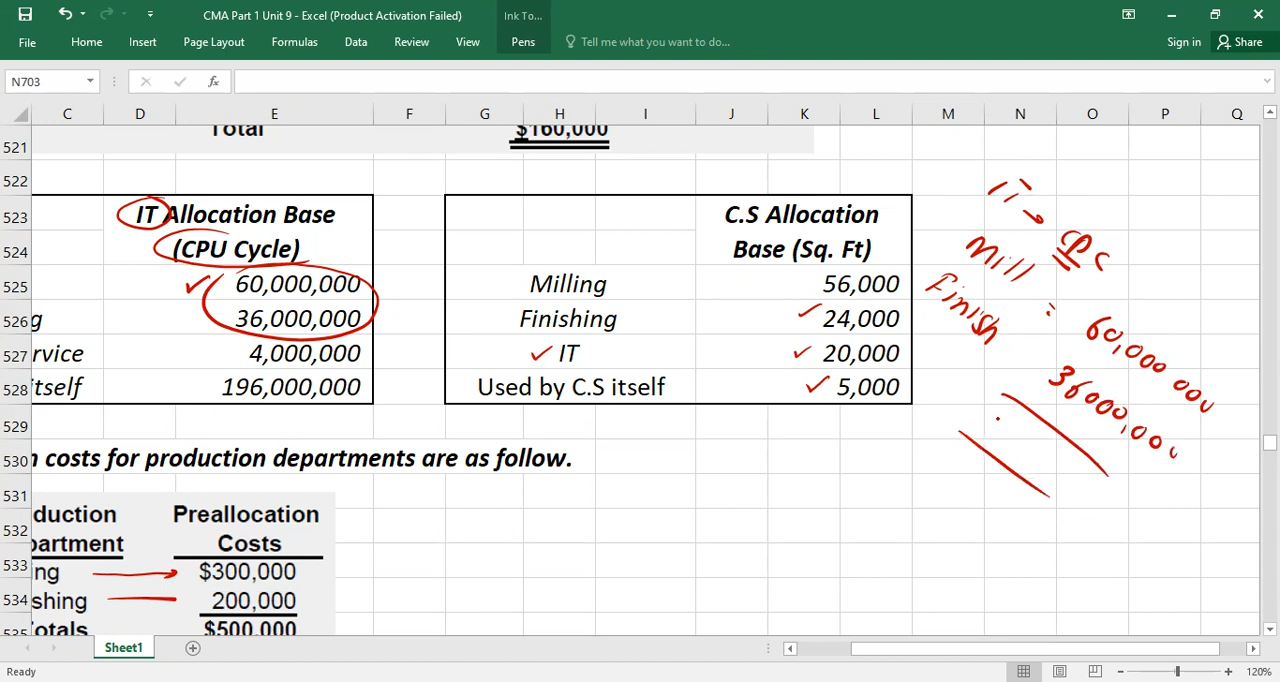 CMA Part 1 Unit 9 - Excel (Product Activation Failed)
Ink To...
File Home Insert Page Layout Formulas Data Review View Pens Tell me what you want to do... Sign in Share
N703
fx
C D E F G H I J K L M N O P Q
521 Total $160,000
522
523 IT Allocation Base C.S Allocation
524 (CPU Cycle) Base (Sq. Ft)
525 60,000,000 Milling 56,000
526 g 36,000,000 Finishing 24,000
527 rvice 4,000,000 IT 20,000
528 itself 196,000,000 Used by C.S itself 5,000
529
530 n costs for production departments are as follow.
531 duction Preallocation
532 partment Costs
533 ing $300,000
534 shing 200,000
535 Totals $500,000
IT
Mill : 60,000 000
Finish 36000,000
Sheet1
Ready
120%